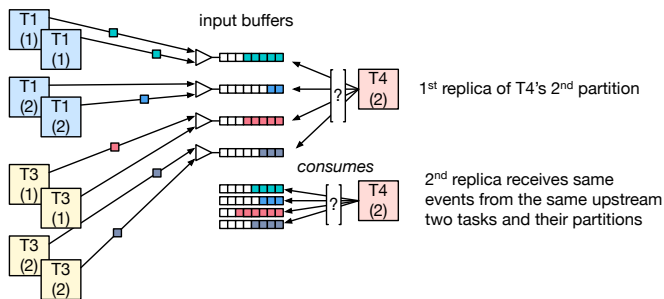 input buffers
T1
(1)
T1
(1)
T1
(2)
T1
(2)
T3
(1)
T3
(1)
T3
(2)
T3
(2)
?
T4
(2)
1st replica of T4's 2nd partition
consumes
?
T4
(2)
2nd replica receives same
events from the same upstream
two tasks and their partitions